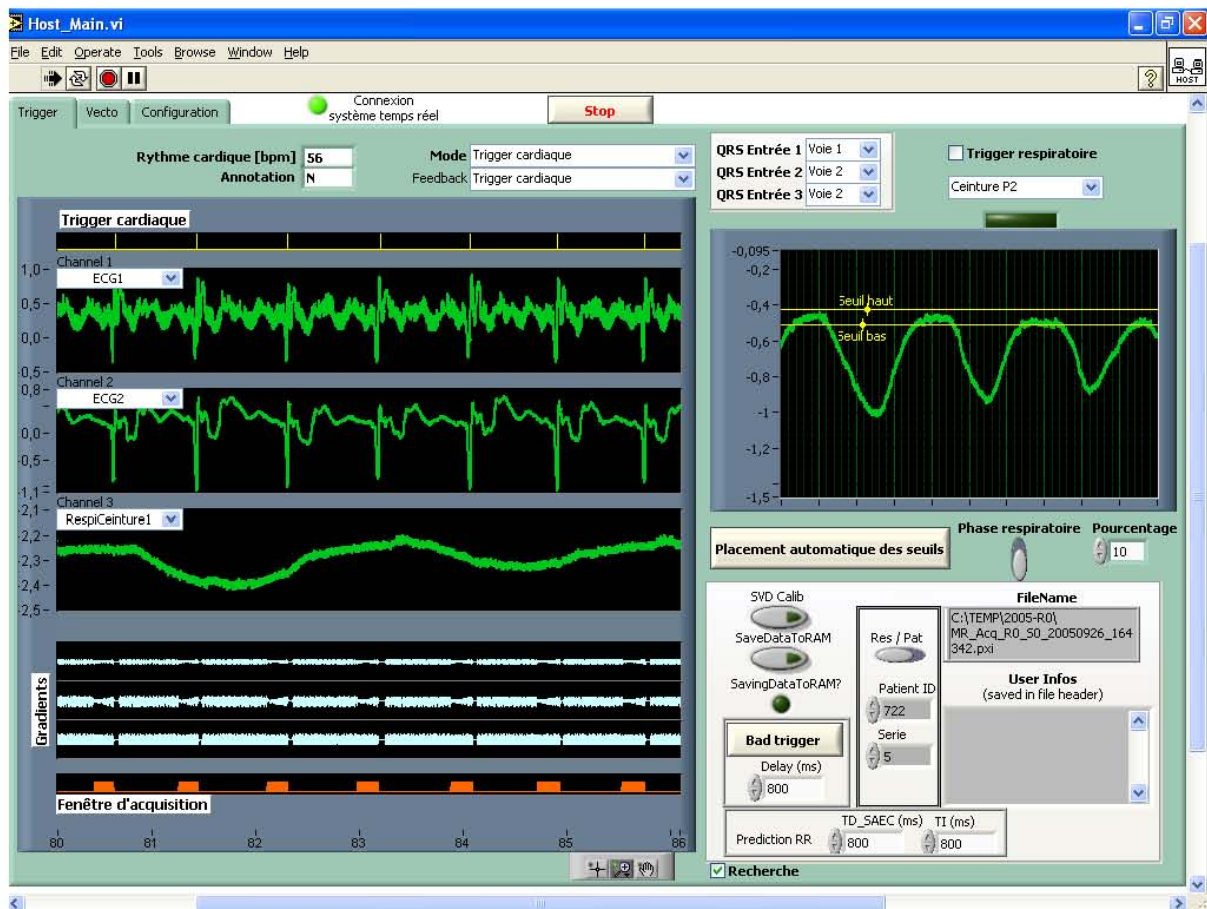 Host_Main.vi
File Edit Operate Tools Browse Window Help
HOST
Trigger Vecto Configuration
Connexion
système temps réel
Stop
Rythme cardique [bpm] 56
Annotation N
Mode Trigger cardiaque
Feedback Trigger cardiaque
QRS Entrée 1 Voie 1
QRS Entrée 2 Voie 2
QRS Entrée 3 Voie 2
Trigger respiratoire
Ceinture P2
Trigger cardiaque
Channel 1
ECG1
1,0
0,5
0,0
-0,5
Channel 2
ECG2
0,8
0,0
-0,5
-1,1
Channel 3
RespiCeinture1
-2,1
-2,2
-2,3
-2,4
-2,5
Gradients
Fenêtre d'acquisition
80 81 82 83 84 85 86
-0,095
-0,2
-0,4
-0,6
-0,8
-1
-1,2
-1,5
Seuil haut
Seuil bas
Placement automatique des seuils
Phase respiratoire
Pourcentage
10
SVD Calib
SaveDataToRAM
SavingDataToRAM?
Bad trigger
Delay (ms)
800
Res / Pat
Patient ID
722
Serie
5
FileName
C:\TEMP\2005-R0\
MR_Acq_R0_S0_20050926_164
342.pxi
User Infos
(saved in file header)
Prediction RR
TD_SAEC (ms) TI (ms)
800 800
Recherche